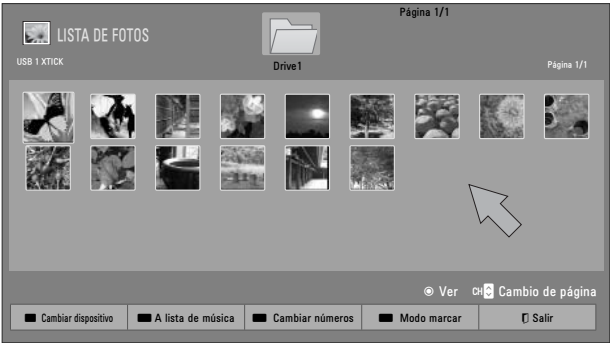 Página 1/1
LISTA DE FOTOS
USB 1 XTICK
Drive1
Página 1/1
Ver CH Cambio de página
Cambiar dispositivo A lista de música Cambiar números Modo marcar Salir